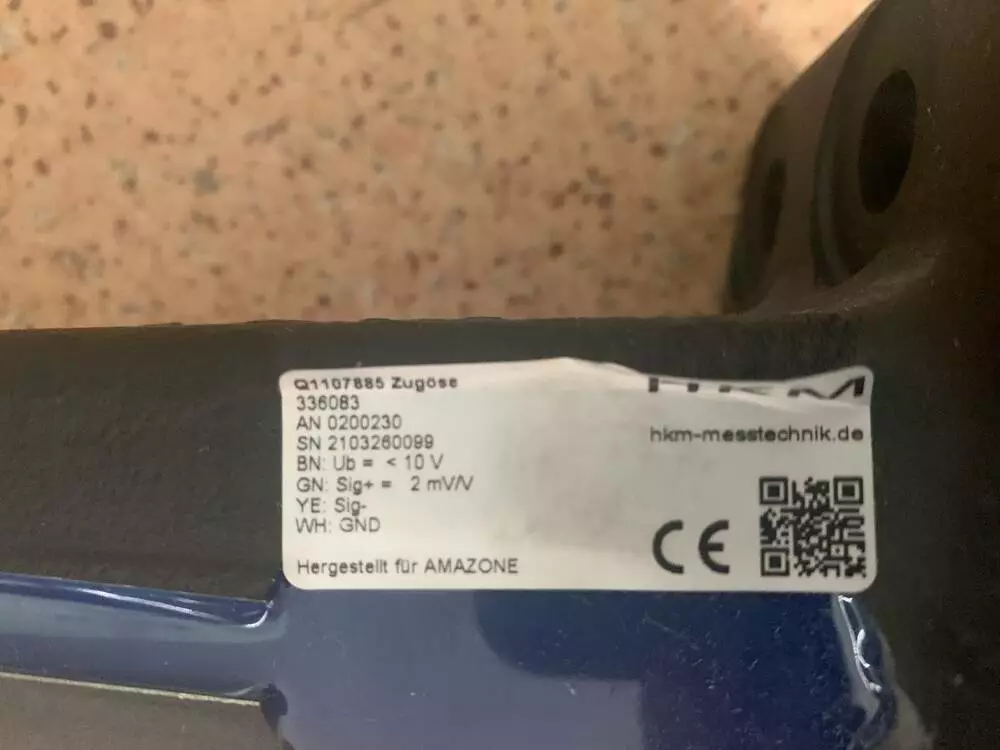 Q1107885 Zugöse
336083
AN 0200230
SN 2103260099
BN: Ub = < 10 V
GN: Sig+ = 2 mV/V
YE: Sig-
WH: GND
Hergestellt für AMAZONE
HKM
hkm-messtechnik.de
CE